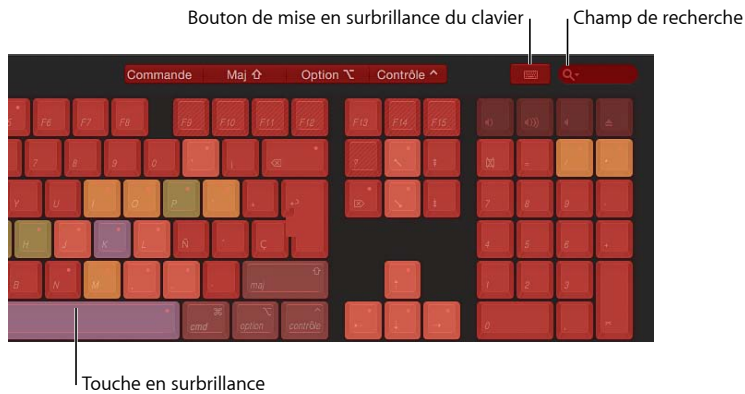 Bouton de mise en surbrillance du clavier
Champ de recherche
Commande Maj ⇧ Option ⌥ Contrôle ^
F6 F7 F8 F9 F10 F11 F12 F13 F14 F15
7 8 9 0 ?
Y U I O P 7 8 9
H J K L Ñ Ç 4 5 6 +
B N M maj ⇧ 1 2 3
cmd ⌘ option ⌥ contrôle ^ 0
Touche en surbrillance